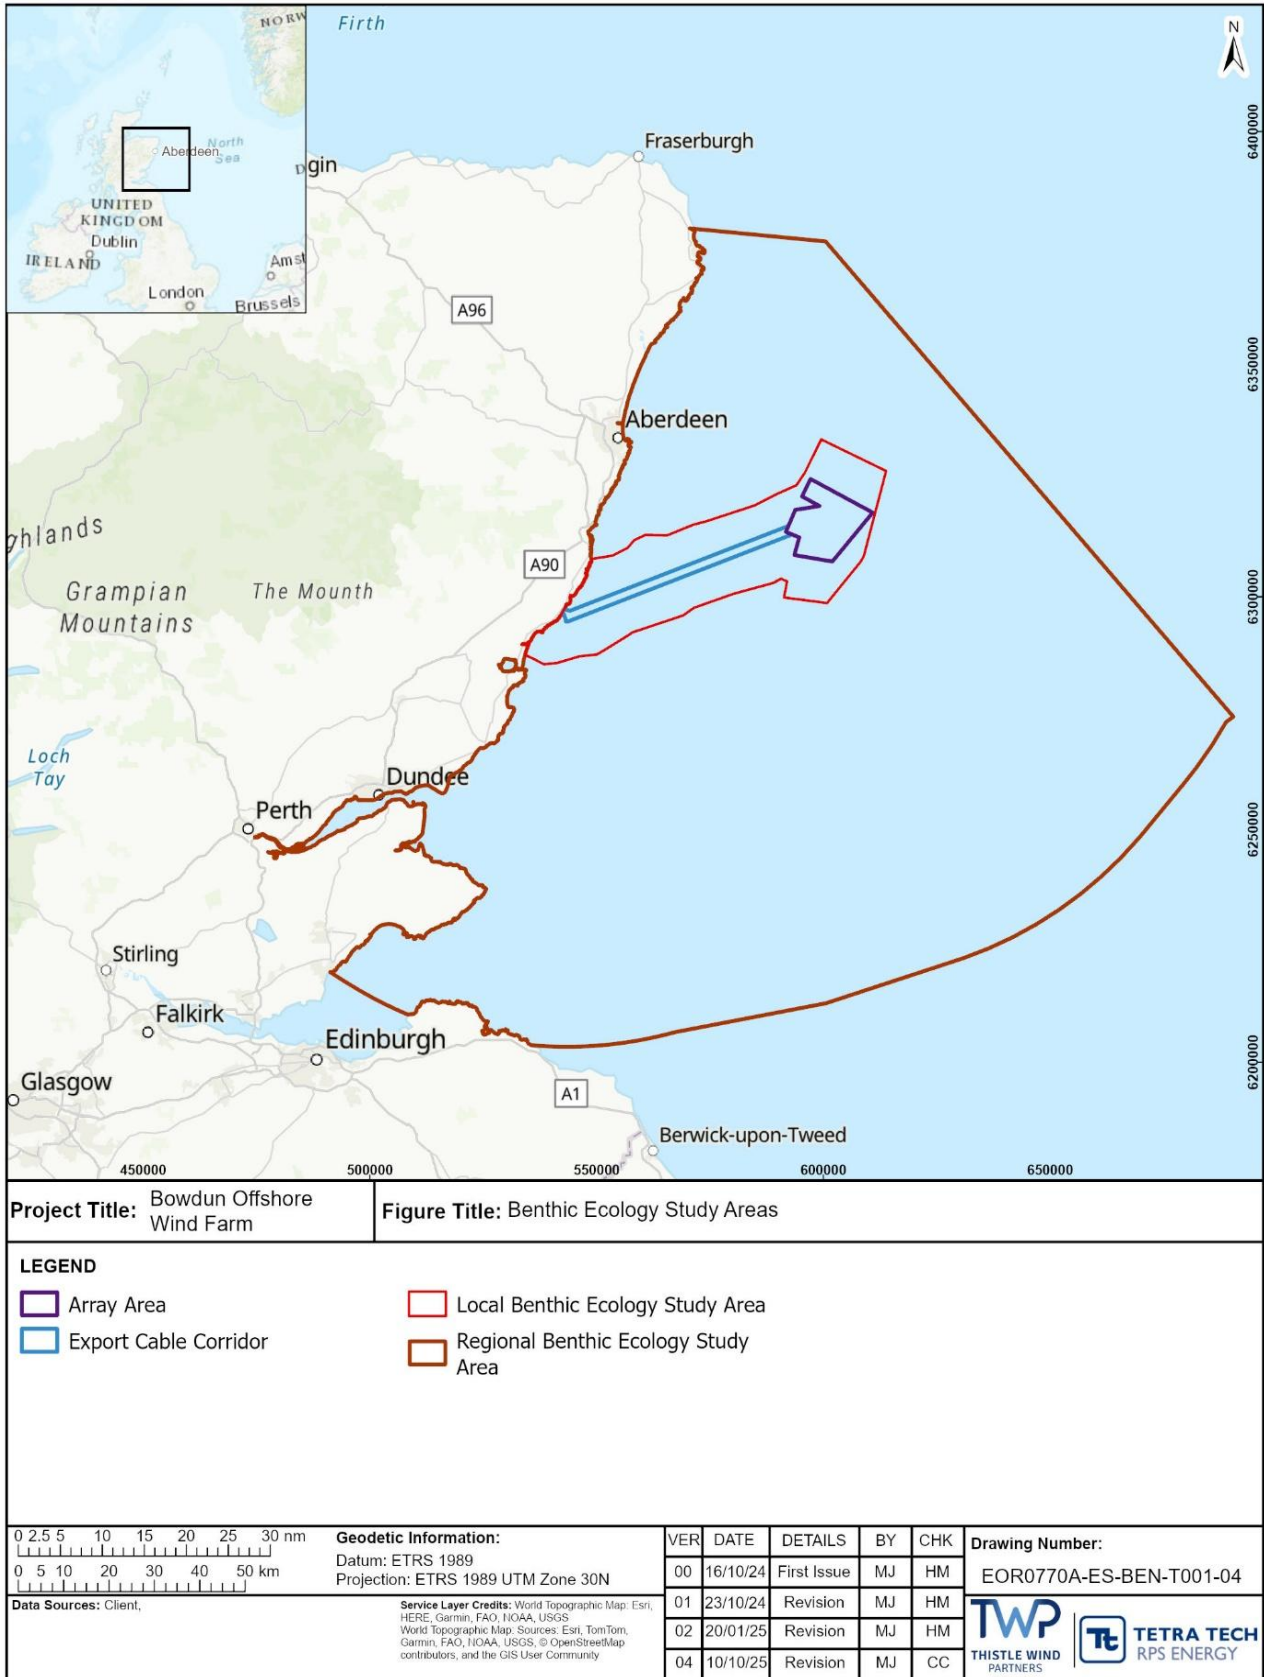 Firth
NORW
N
North
Sea
Aberdeen
UNITED
KINGDOM
Dublin
IRELAND
Amst
London
Brussels
gin
Fraserburgh
6400000
A96
6350000
Aberdeen
ghlands
A90
Grampian
Mountains
The Mounth
6300000
Loch
Tay
Dundee
Perth
6250000
Stirling
Falkirk
Edinburgh
Glasgow
A1
6200000
Berwick-upon-Tweed
450000 500000 550000 600000 650000
Project Title: Bowdun Offshore
Wind Farm
Figure Title: Benthic Ecology Study Areas
LEGEND
Array Area
Export Cable Corridor
Local Benthic Ecology Study Area
Regional Benthic Ecology Study
Area
0 2.5 5 10 15 20 25 30 nm
0 5 10 20 30 40 50 km
Geodetic Information:
Datum: ETRS 1989
Projection: ETRS 1989 UTM Zone 30N
Data Sources: Client,
Service Layer Credits: World Topographic Map: Esri,
HERE, Garmin, FAO, NOAA, USGS
World Topographic Map: Sources: Esri, TomTom,
Garmin, FAO, NOAA, USGS, © OpenStreetMap
contributors, and the GIS User Community
VER DATE DETAILS BY CHK
00 16/10/24 First Issue MJ HM
01 23/10/24 Revision MJ HM
02 20/01/25 Revision MJ HM
04 10/10/25 Revision MJ CC
Drawing Number:
EOR0770A-ES-BEN-T001-04
TWP
THISTLE WIND
PARTNERS
Tt
TETRA TECH
RPS ENERGY